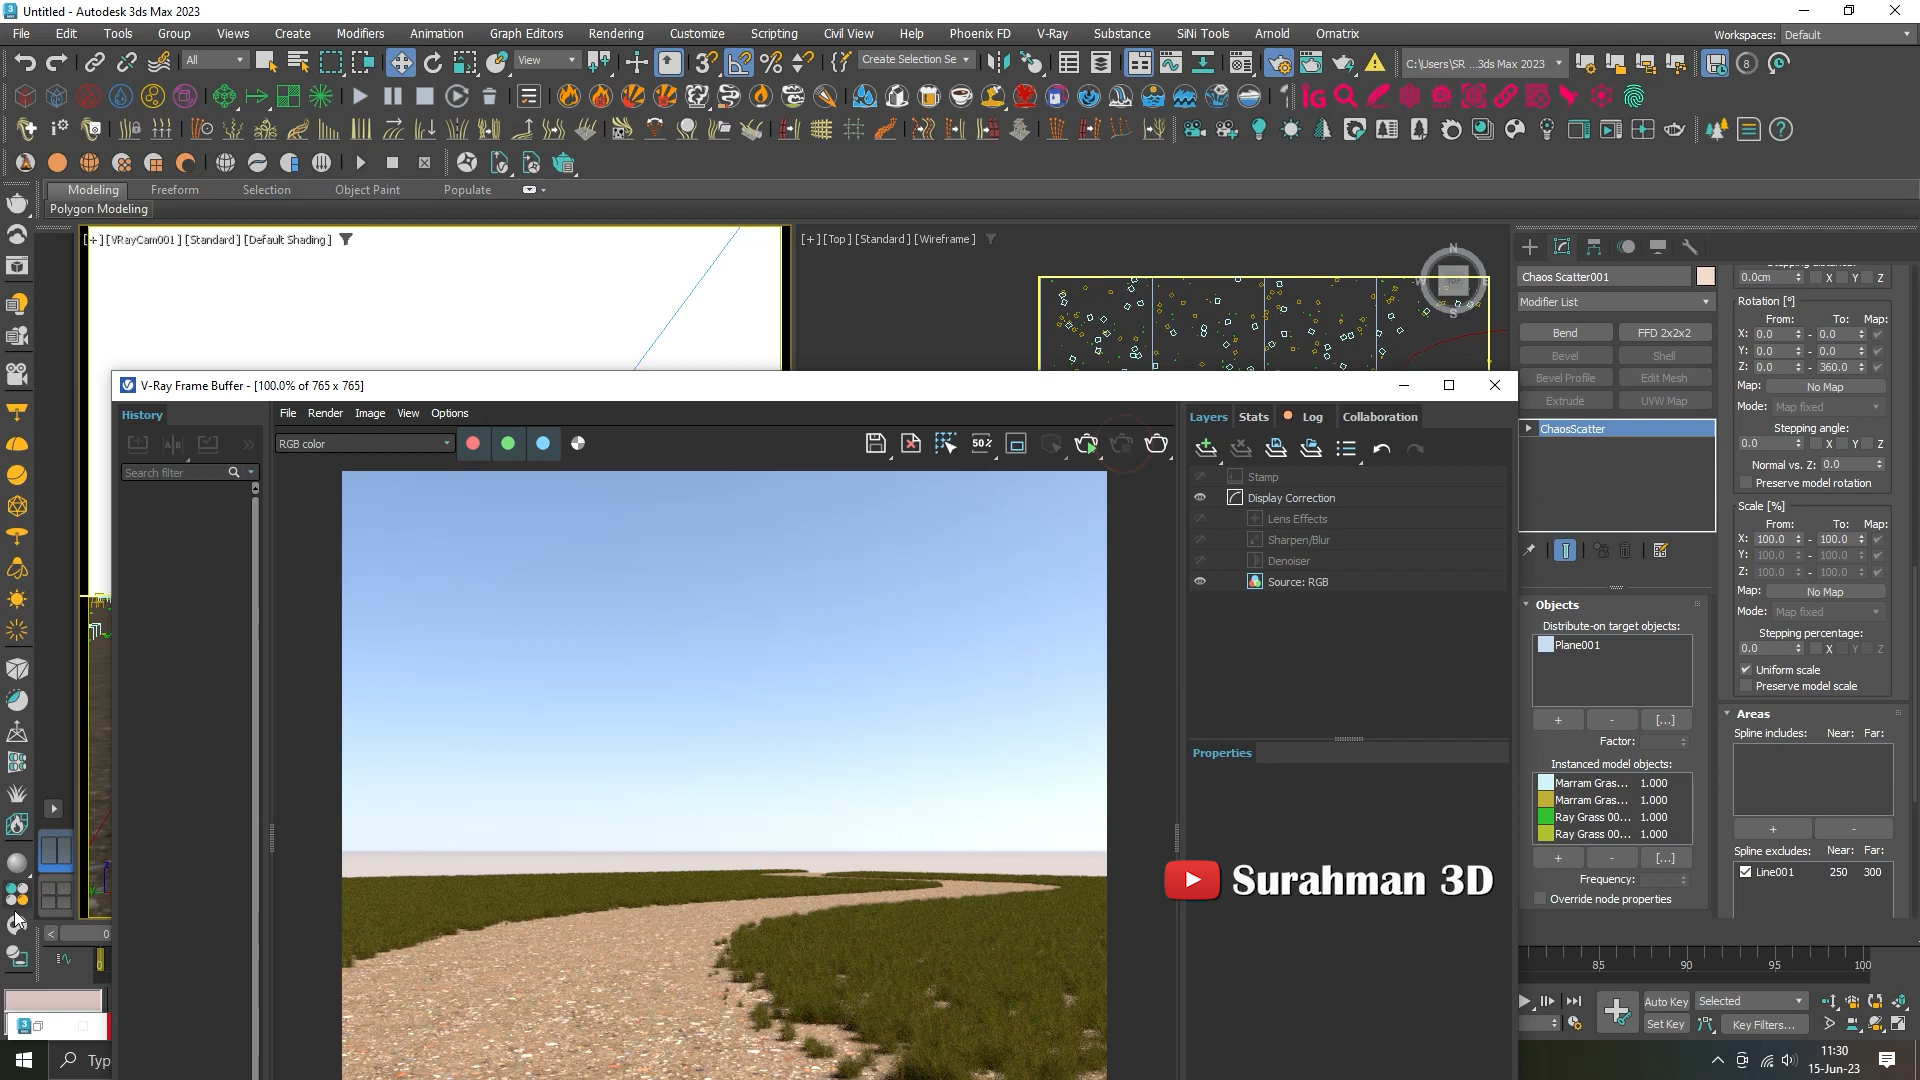 Untitled - Autodesk 3ds Max 2023
File Edit Tools Group Views Create Modifiers Animation Graph Editors Rendering Customize Scripting Civil View Help Phoenix FD V-Ray Substance SiNi Tools Arnold Ornatrix
Workspaces: Default
All
View
Create Selection Se
C:\Users\SR ...3ds Max 2023
8
Modeling Freeform Selection Object Paint Populate
Polygon Modeling
[+] [VRayCam001] [Standard] [Default Shading]
[+] [Top] [Standard] [Wireframe]
N
W
TOP
S
V-Ray Frame Buffer - [100.0% of 765 x 765]
History
File Render Image View Options
RGB color
50%
Search filter
Layers Stats Log Collaboration
Stamp
Display Correction
Lens Effects
Sharpen/Blur
Denoiser
Source: RGB
Properties
Surahman 3D
Chaos Scatter001
Modifier List
Bend FFD 2x2x2
Bevel Shell
Bevel Profile Edit Mesh
Extrude UVW Map
ChaosScatter
Objects
Distribute-on target objects:
Plane001
+ - [...]
Factor:
Instanced model objects:
Marram Gras... 1.000
Marram Gras... 1.000
Ray Grass 00... 1.000
Ray Grass 00... 1.000
+ - [...]
Frequency:
Override node properties
0.0cm X Y Z
Rotation [º]
From: To: Map:
X: 0.0 - 0.0
Y: 0.0 - 0.0
Z: 0.0 - 360.0
Map: No Map
Mode: Map fixed
Stepping angle:
0.0 X Y Z
Normal vs. Z: 0.0
Preserve model rotation
Scale [%]
From: To: Map:
X: 100.0 - 100.0
Y: 100.0 - 100.0
Z: 100.0 - 100.0
Map: No Map
Mode: Map fixed
Stepping percentage:
0.0 X Y Z
Uniform scale
Preserve model scale
Areas
Spline includes: Near: Far:
+ -
Spline excludes: Near: Far:
Line001 250 300
< 0
0
85 90 95 100
Auto Key Selected
Set Key Key Filters...
Typ
11:30
15-Jun-23